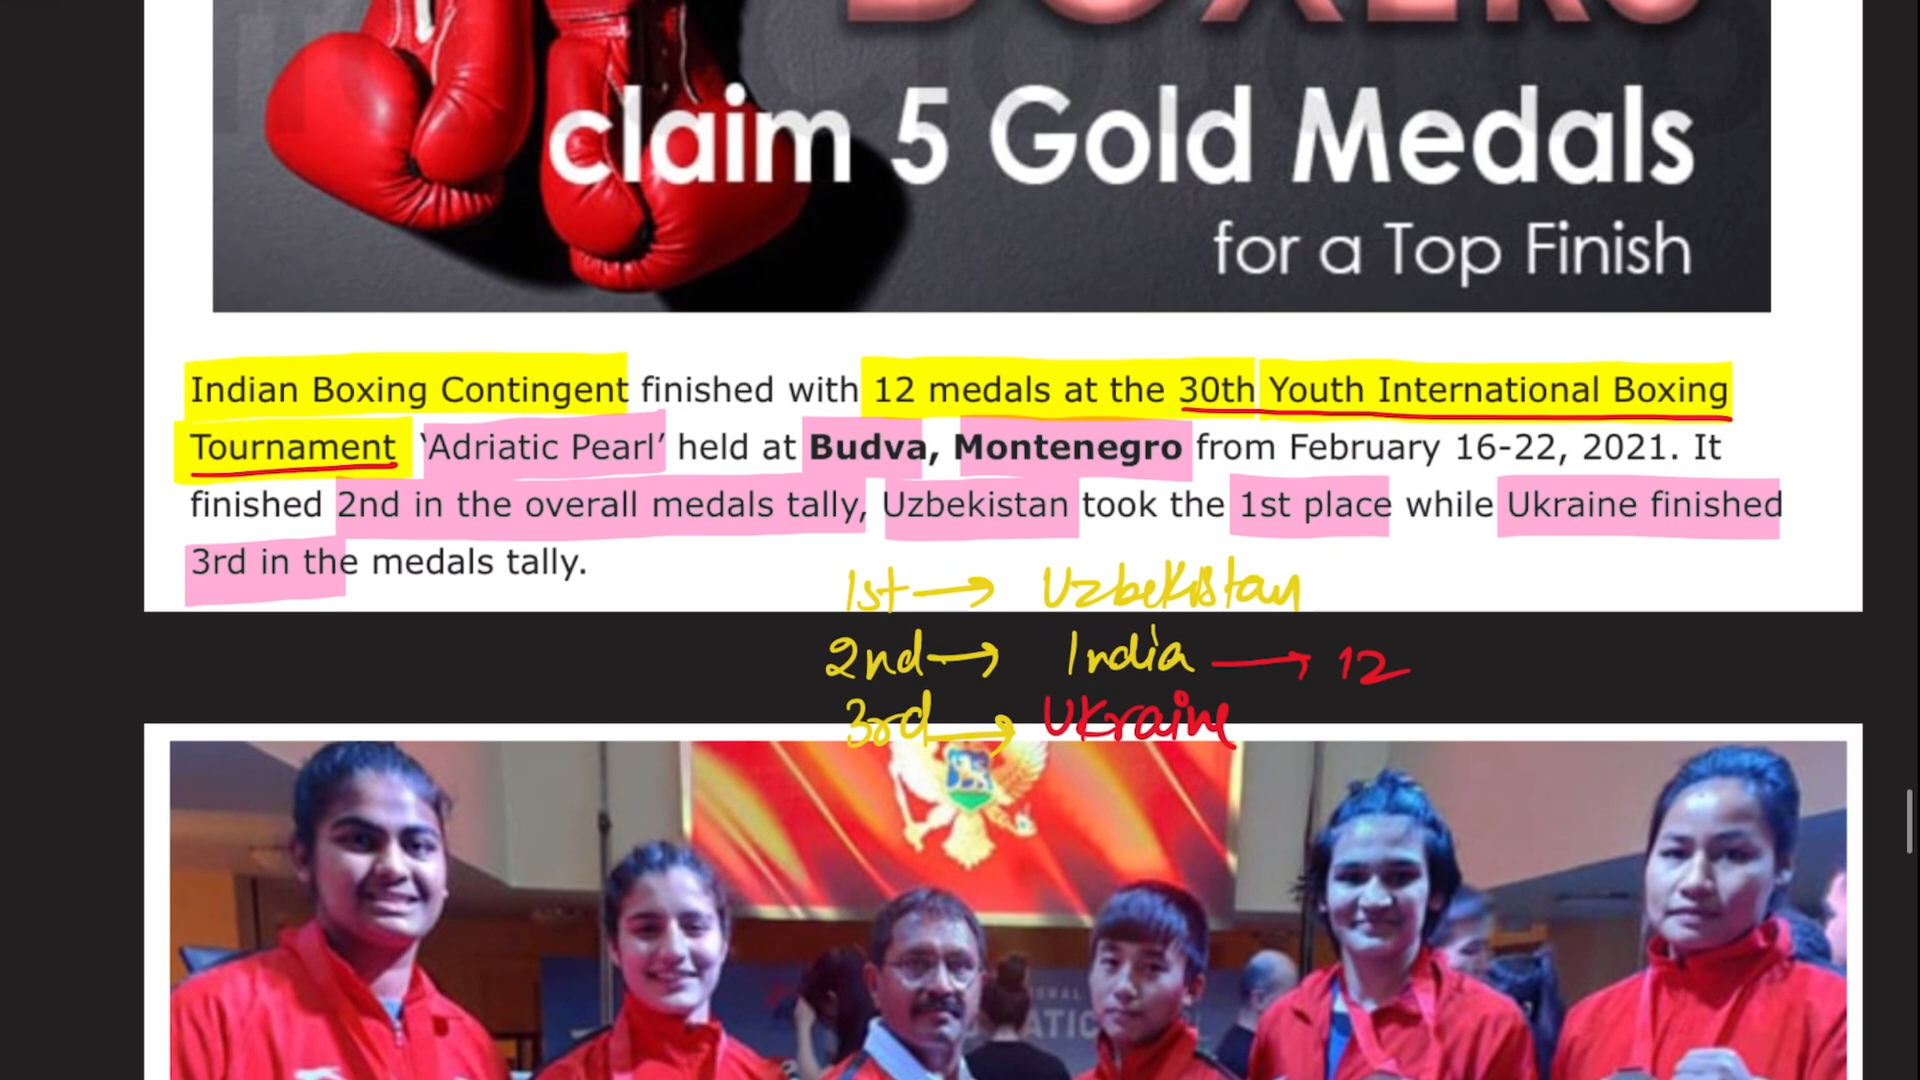 claim 5 Gold Medals
for a Top Finish
Indian Boxing Contingent finished with 12 medals at the 30th Youth International Boxing
Tournament ‘Adriatic Pearl’ held at Budva, Montenegro from February 16-22, 2021. It
finished 2nd in the overall medals tally, Uzbekistan took the 1st place while Ukraine finished
3rd in the medals tally.
1st → Uzbekistan
2nd → India → 12
3rd → Ukraine